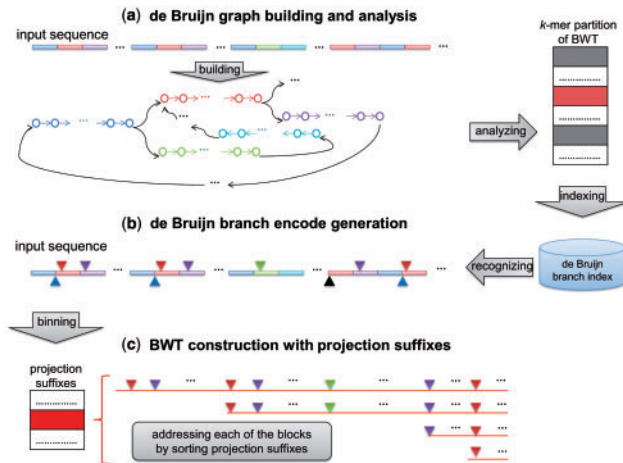 (a) de Bruijn graph building and analysis
input sequence
... ... ... ...
building
...
... ...
... ...
... ...
... ...
...
...
k-mer partition
of BWT
..................
..................
..................
analyzing
indexing
(b) de Bruijn branch encode generation
input sequence
... ... ... ...
recognizing
de Bruijn
branch index
binning
(c) BWT construction with projection suffixes
projection
suffixes
..................
..................
... ... ... ... ...
... ... ... ...
... ...
...
addressing each of the blocks
by sorting projection suffixes